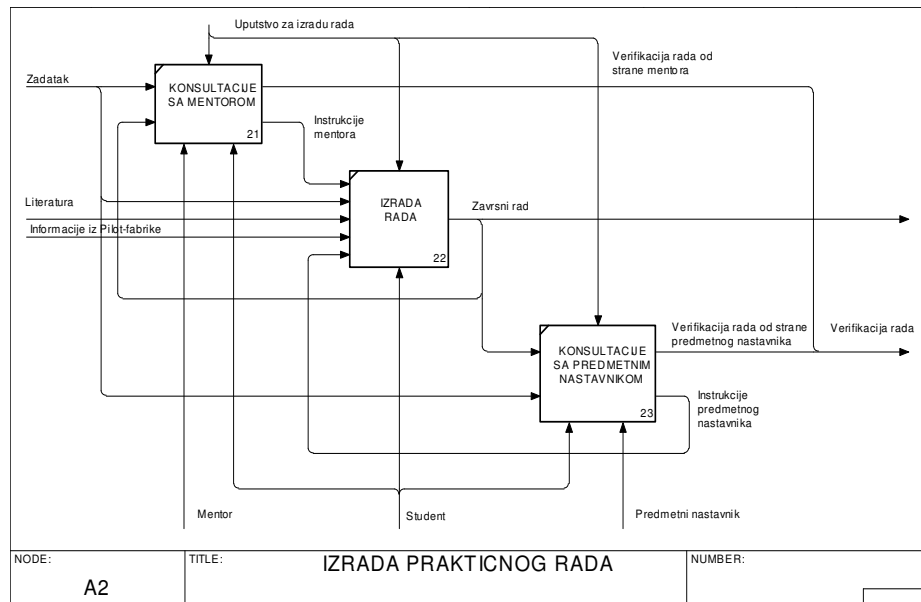 Uputstvo za izradu rada
Verifikacija rada od
strane mentora
Zadatak
KONSULTACIJE
SA MENTOROM
21
Instrukcije
mentora
IZRADA
RADA
22
Literatura
Informacije iz Pilot-fabrike
Zavrsni rad
KONSULTACIJE
SA PREDMETNIM
NASTAVNIKOM
23
Verifikacija rada od strane
predmetnog nastavnika
Verifikacija rada
Instrukcije
predmetnog
nastavnika
Mentor
Student
Predmetni nastavnik
NODE:
A2
TITLE:
IZRADA PRAKTICNOG RADA
NUMBER: